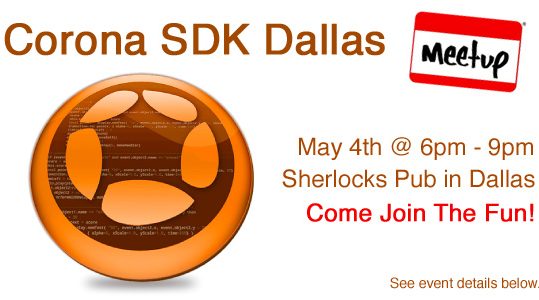 Corona SDK Dallas
Meetup
May 4th @ 6pm - 9pm
Sherlocks Pub in Dallas
Come Join The Fun!
See event details below.